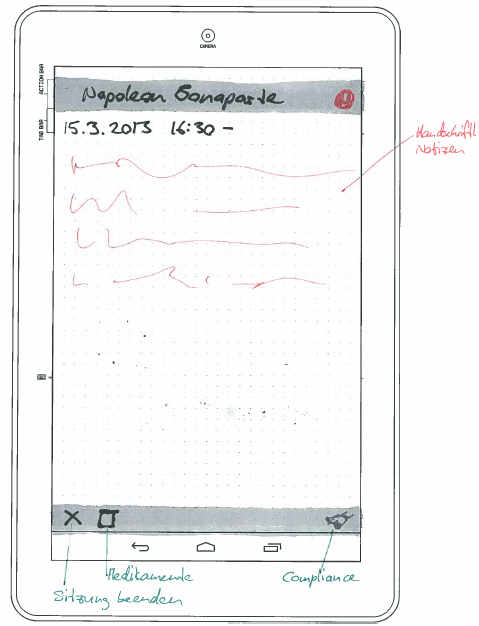 CAMERA
ACTION BAR
TAB BAR
Napoleon Bonaparte
15.3.2013 16:30 –
Handschriftl
Notizen
Medikamente
Compliance
Sitzung beenden